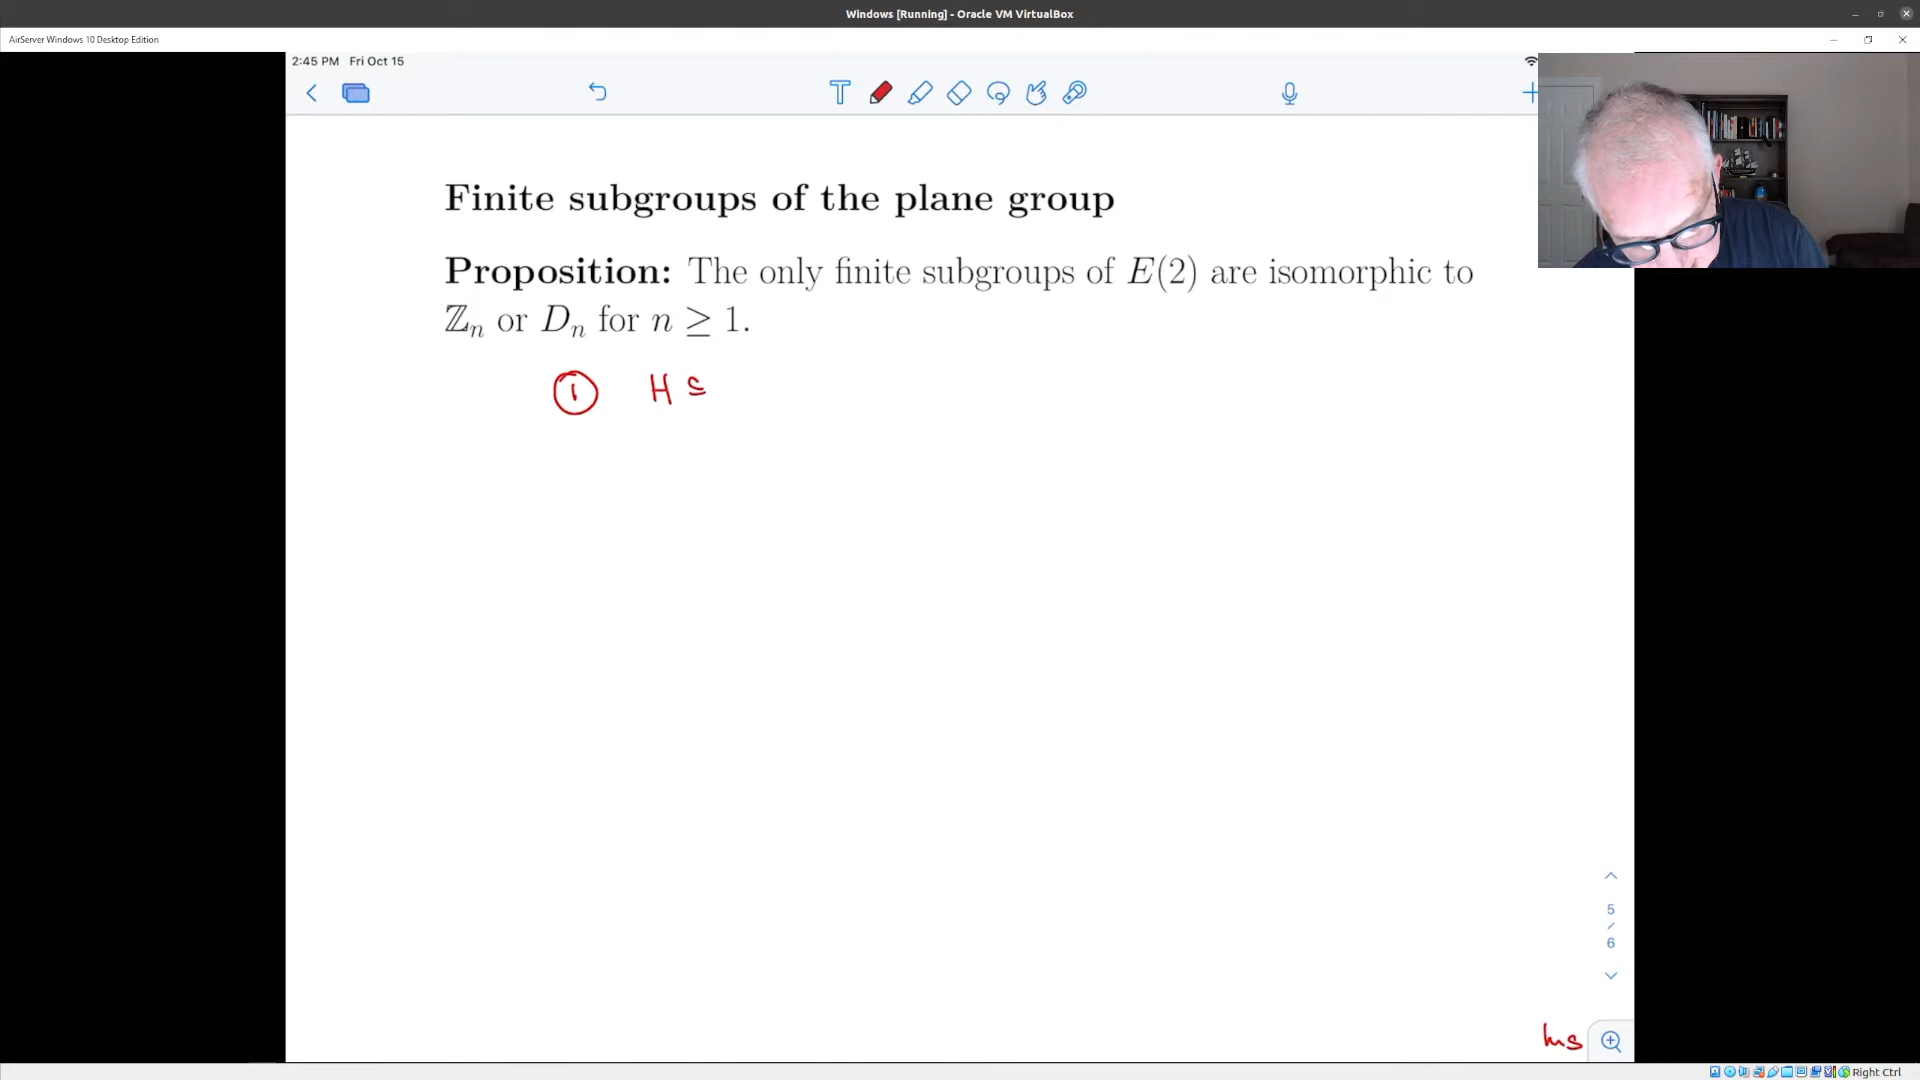 Windows [Running] - Oracle VM VirtualBox
AirServer Windows 10 Desktop Edition
2:45 PM Fri Oct 15
Finite subgroups of the plane group
Proposition: The only finite subgroups of E(2) are isomorphic to
ℤₙ or Dₙ for n ≥ 1.
① H ⊆
5
/
6
Right Ctrl